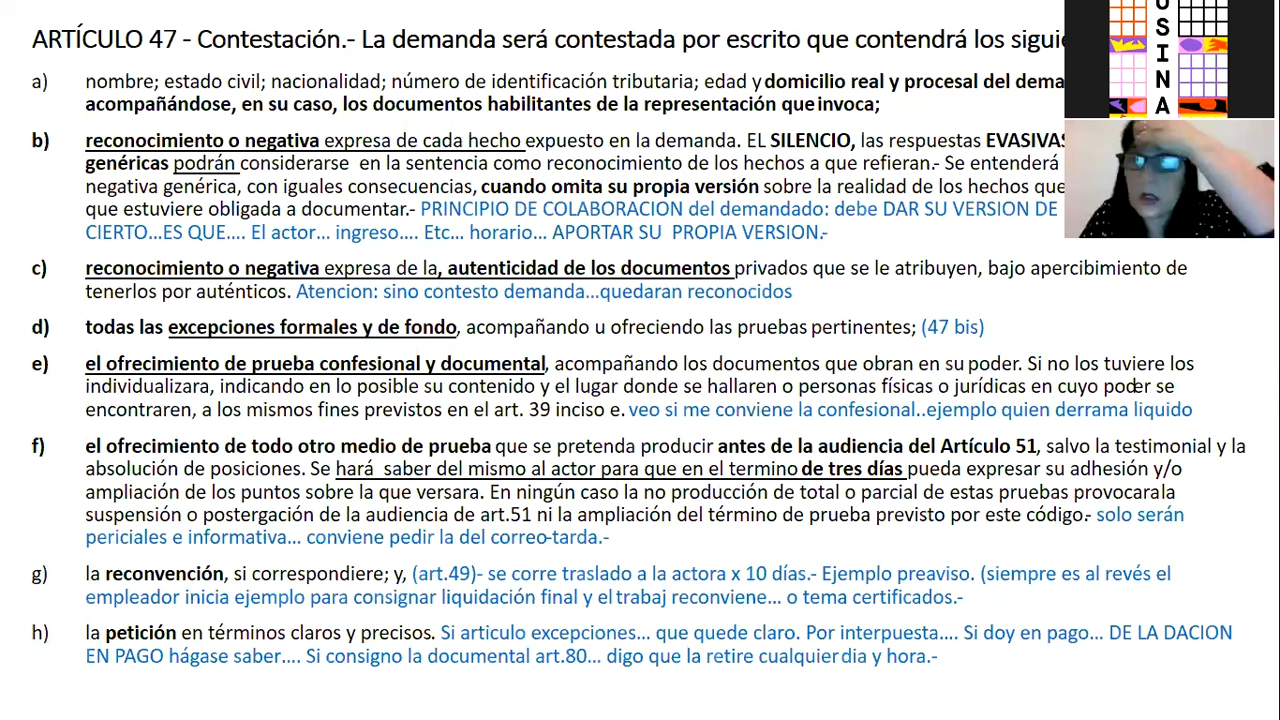 ARTÍCULO 47 - Contestación.- La demanda será contestada por escrito que contendrá los
a) nombre; estado civil; nacionalidad; número de identificación tributaria; edad y domicilio real y procesal del
acompañándose, en su caso, los documentos habilitantes de la representación que invoca;
b) reconocimiento o negativa expresa de cada hecho expuesto en la demanda. EL SILENCIO, las respuestas EVASIVAS
genéricas podrán considerarse en la sentencia como reconocimiento de los hechos a que refieran.- Se entenderá
negativa genérica, con iguales consecuencias, cuando omita su propia versión sobre la realidad de los hechos que
que estuviere obligada a documentar.- PRINCIPIO DE COLABORACION del demandado: debe DAR SU VERSION DE
CIERTO...ES QUE.... El actor... ingreso.... Etc... horario... APORTAR SU PROPIA VERSION.-
c) reconocimiento o negativa expresa de la, autenticidad de los documentos privados que se le atribuyen, bajo apercibimiento de
tenerlos por auténticos. Atencion: sino contesto demanda...quedaran reconocidos
d) todas las excepciones formales y de fondo, acompañando u ofreciendo las pruebas pertinentes; (47 bis)
e) el ofrecimiento de prueba confesional y documental, acompañando los documentos que obran en su poder. Si no los tuviere los
individualizara, indicando en lo posible su contenido y el lugar donde se hallaren o personas físicas o jurídicas en cuyo poder se
encontraren, a los mismos fines previstos en el art. 39 inciso e. veo si me conviene la confesional..ejemplo quien derrama liquido
f) el ofrecimiento de todo otro medio de prueba que se pretenda producir antes de la audiencia del Artículo 51, salvo la testimonial y la
absolución de posiciones. Se hará saber del mismo al actor para que en el termino de tres días pueda expresar su adhesión y/o
ampliación de los puntos sobre la que versara. En ningún caso la no producción de total o parcial de estas pruebas provocara la
suspensión o postergación de la audiencia de art.51 ni la ampliación del término de prueba previsto por este código.- solo serán
periciales e informativa... conviene pedir la del correo-tarda.-
g) la reconvención, si correspondiere; y, (art.49)- se corre traslado a la actora x 10 días.- Ejemplo preaviso. (siempre es al revés el
empleador inicia ejemplo para consignar liquidación final y el trabaj reconviene... o tema certificados.-
h) la petición en términos claros y precisos. Si articulo excepciones... que quede claro. Por interpuesta.... Si doy en pago... DE LA DACION
EN PAGO hágase saber.... Si consigno la documental art.80... digo que la retire cualquier dia y hora.-
USINA